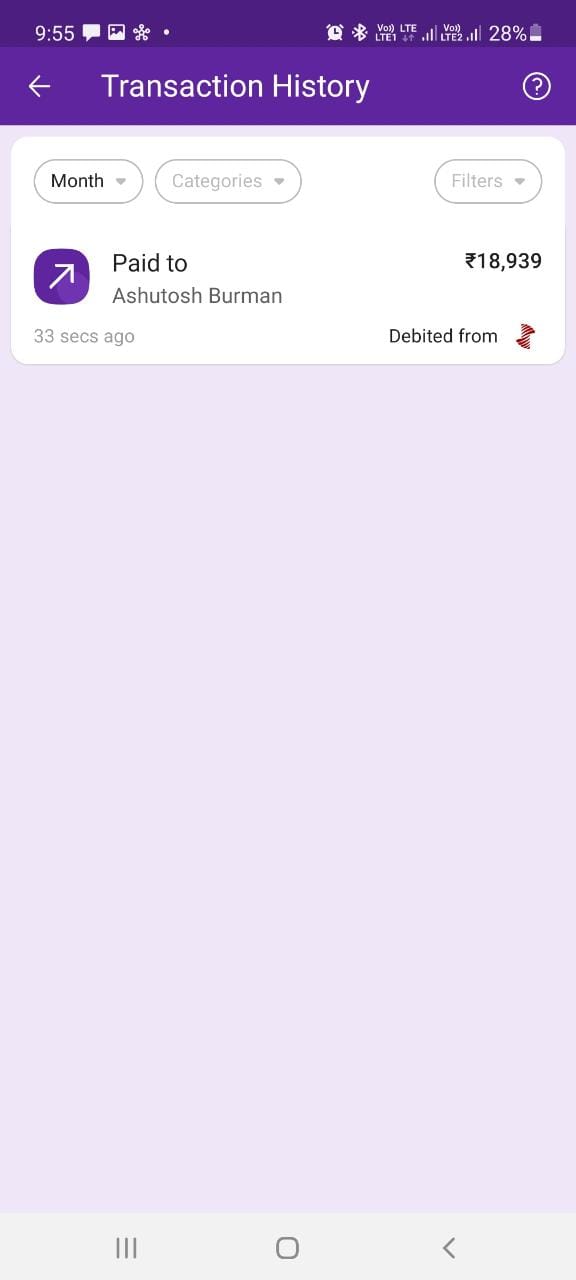 9:55 Vo)) LTE1 LTE Vo)) LTE2 28%
Transaction History
?
Month Categories Filters
Paid to ₹18,939
Ashutosh Burman
33 secs ago Debited from